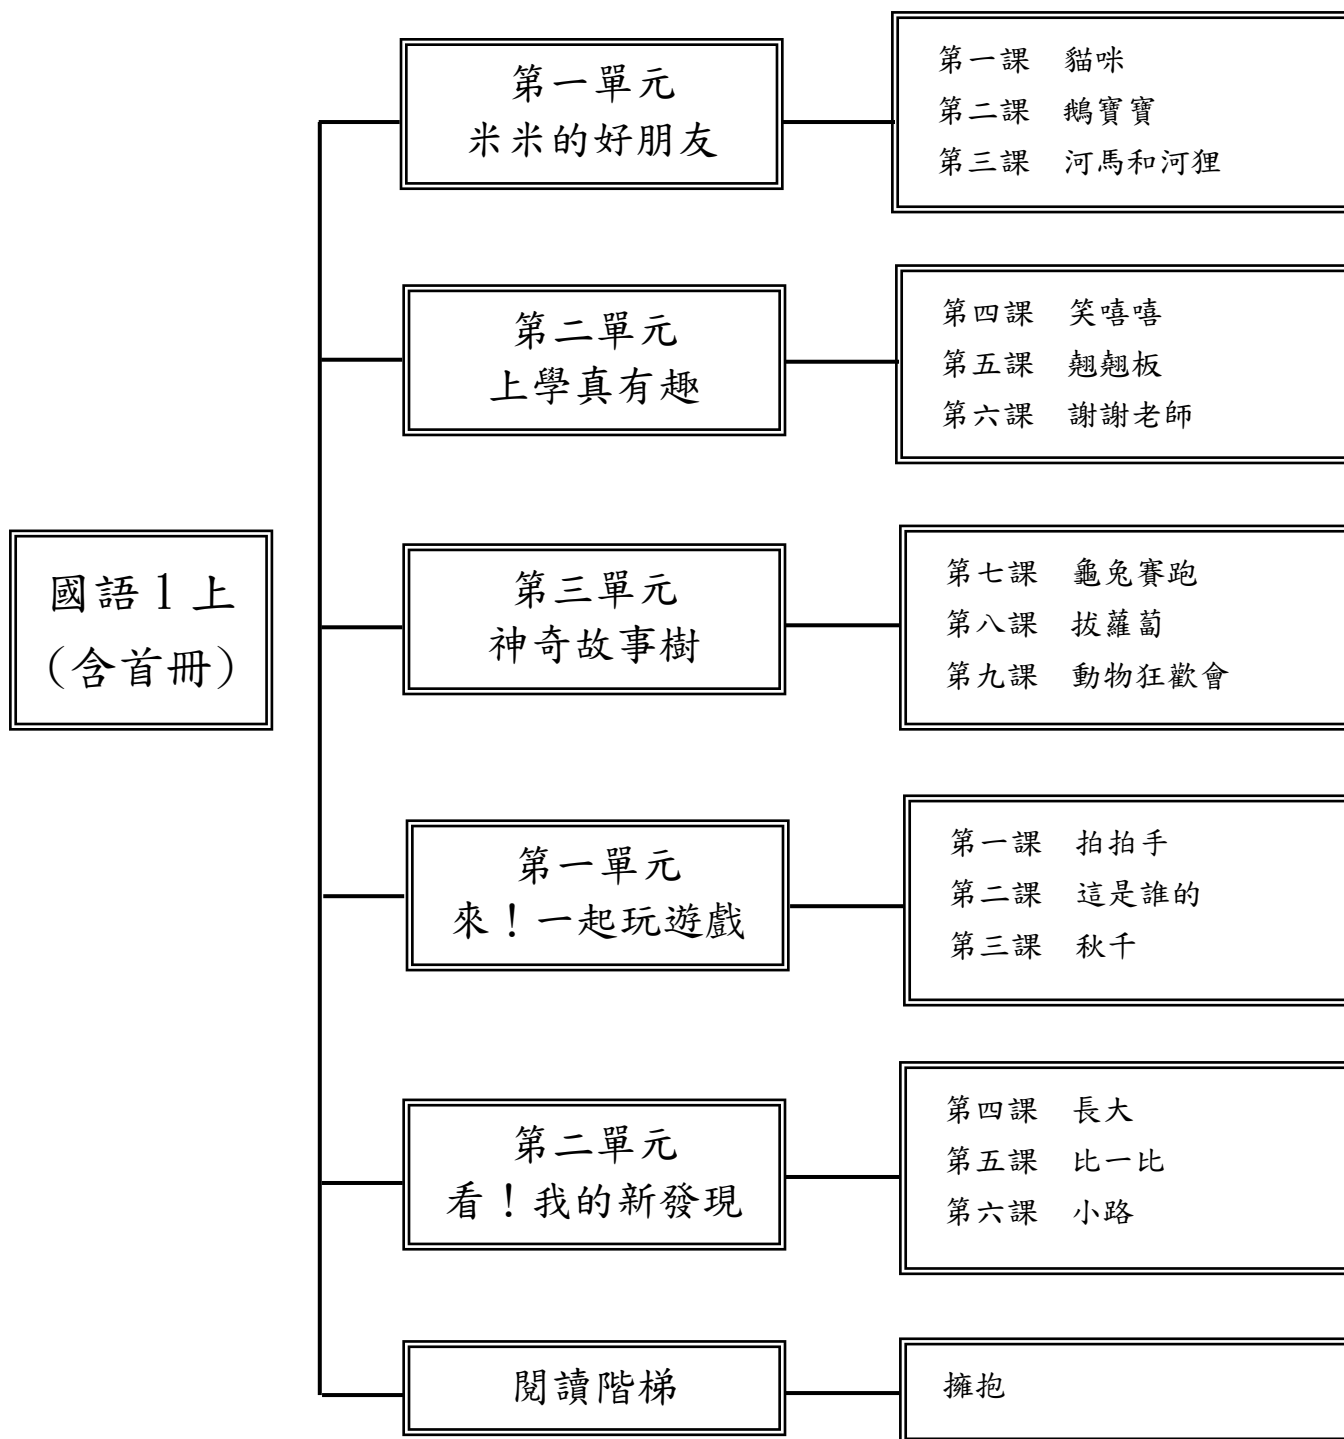 國語1上
(含首冊)
第一單元
米米的好朋友
第一課 貓咪
第二課 鵝寶寶
第三課 河馬和河狸
第二單元
上學真有趣
第四課 笑嘻嘻
第五課 翹翹板
第六課 謝謝老師
第三單元
神奇故事樹
第七課 龜兔賽跑
第八課 拔蘿蔔
第九課 動物狂歡會
第一單元
來！一起玩遊戲
第一課 拍拍手
第二課 這是誰的
第三課 秋千
第二單元
看！我的新發現
第四課 長大
第五課 比一比
第六課 小路
閱讀階梯
擁抱